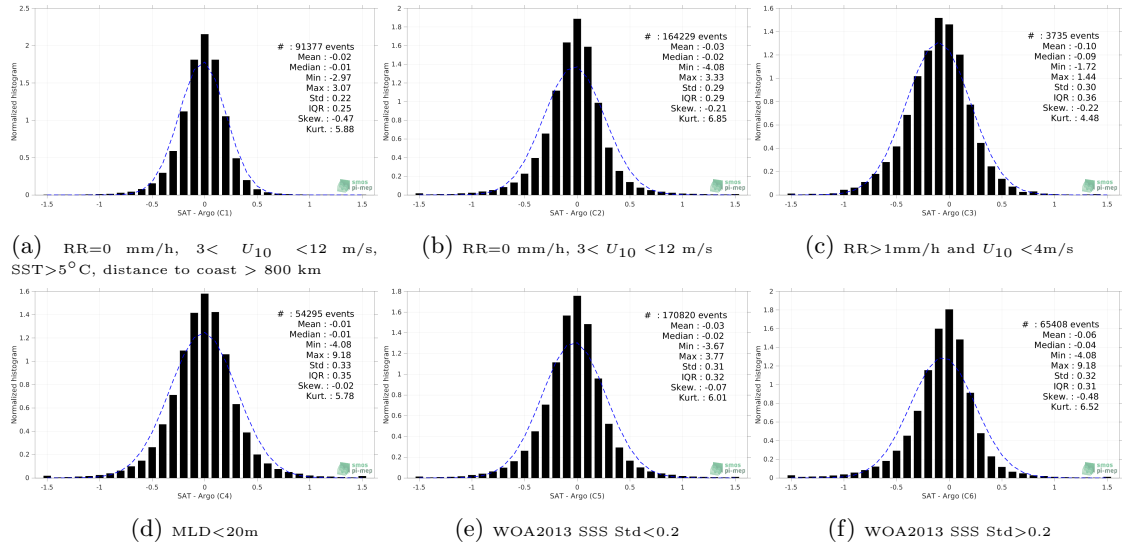 # : 91377 events
Mean : -0.02
Median : -0.01
Min : -2.97
Max : 3.07
Std : 0.22
IQR : 0.25
Skew. : -0.47
Kurt. : 5.88
Normalized histogram
2.5
2
1.5
1
0.5
0
-1.5
-1
-0.5
0
0.5
1
1.5
SAT - Argo (C1)
smos
pi-mep
(a) RR=0 mm/h, 3< U10 <12 m/s,
SST>5°C, distance to coast > 800 km
# : 164229 events
Mean : -0.03
Median : -0.02
Min : -4.08
Max : 3.33
Std : 0.29
IQR : 0.29
Skew. : -0.21
Kurt. : 6.85
Normalized histogram
2
1.8
1.6
1.4
1.2
1
0.8
0.6
0.4
0.2
0
-1.5
-1
-0.5
0
0.5
1
1.5
SAT - Argo (C2)
smos
pi-mep
(b) RR=0 mm/h, 3< U10 <12 m/s
# : 3735 events
Mean : -0.10
Median : -0.09
Min : -1.72
Max : 1.44
Std : 0.30
IQR : 0.36
Skew. : -0.22
Kurt. : 4.48
Normalized histogram
1.6
1.4
1.2
1
0.8
0.6
0.4
0.2
0
-1.5
-1
-0.5
0
0.5
1
1.5
SAT - Argo (C3)
smos
pi-mep
(c) RR>1mm/h and U10 <4m/s
# : 54295 events
Mean : -0.01
Median : -0.01
Min : -4.08
Max : 9.18
Std : 0.33
IQR : 0.35
Skew. : -0.02
Kurt. : 5.78
Normalized histogram
1.6
1.4
1.2
1
0.8
0.6
0.4
0.2
0
-1.5
-1
-0.5
0
0.5
1
1.5
SAT - Argo (C4)
smos
pi-mep
(d) MLD<20m
# : 170820 events
Mean : -0.03
Median : -0.02
Min : -3.67
Max : 3.77
Std : 0.31
IQR : 0.32
Skew. : -0.07
Kurt. : 6.01
Normalized histogram
1.8
1.6
1.4
1.2
1
0.8
0.6
0.4
0.2
0
-1.5
-1
-0.5
0
0.5
1
1.5
SAT - Argo (C5)
smos
pi-mep
(e) WOA2013 SSS Std<0.2
# : 65408 events
Mean : -0.06
Median : -0.04
Min : -4.08
Max : 9.18
Std : 0.32
IQR : 0.31
Skew. : -0.48
Kurt. : 6.52
Normalized histogram
2
1.8
1.6
1.4
1.2
1
0.8
0.6
0.4
0.2
0
-1.5
-1
-0.5
0
0.5
1
1.5
SAT - Argo (C6)
smos
pi-mep
(f) WOA2013 SSS Std>0.2